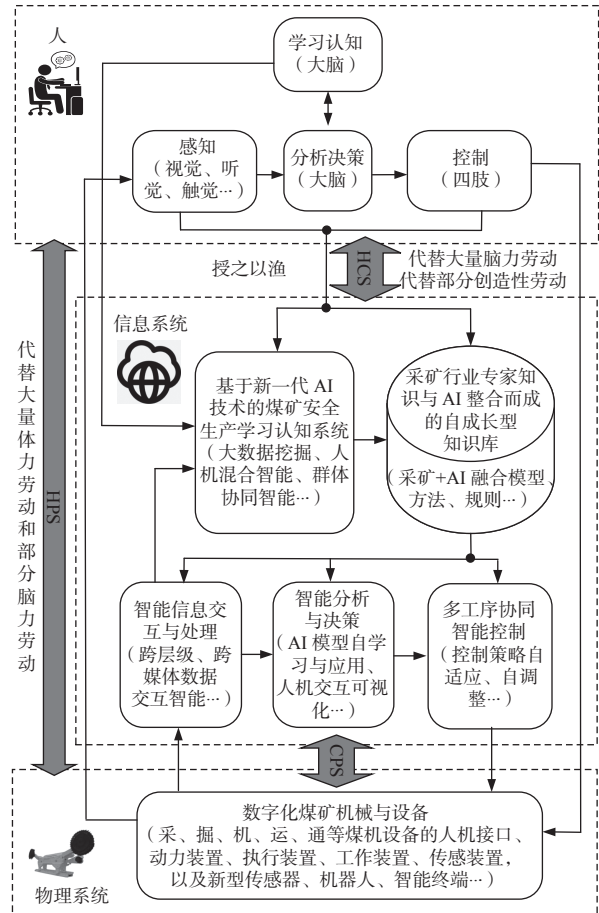 人
学习认知
（大脑）
感知
（视觉、听
觉、触觉…）
分析决策
（大脑）
控制
（四肢）
授之以渔
HCS
代替大量脑力劳动
代替部分创造性劳动
代替大量体力劳动和部分脑力劳动
HPS
信息系统
基于新一代 AI
技术的煤矿安全
生产学习认知系统
（大数据挖掘、人
机混合智能、群体
协同智能…）
采矿行业专家知
识与AI 整合而成
的自成长型
知识库
（采矿+AI 融合模型、
方法、规则…）
智能信息交
互与处理
（跨层级、跨
媒体数据
交互智能…）
智能分析
与决策
（AI 模型自学
习与应用、
人机交互可视
化…）
多工序协同
智能控制
（控制策略自
适应、自调
整…）
CPS
数字化煤矿机械与设备
（采、掘、机、运、通等煤机设备的人机接口、
动力装置、执行装置、工作装置、传感装置，
以及新型传感器、机器人、智能终端…）
物理系统